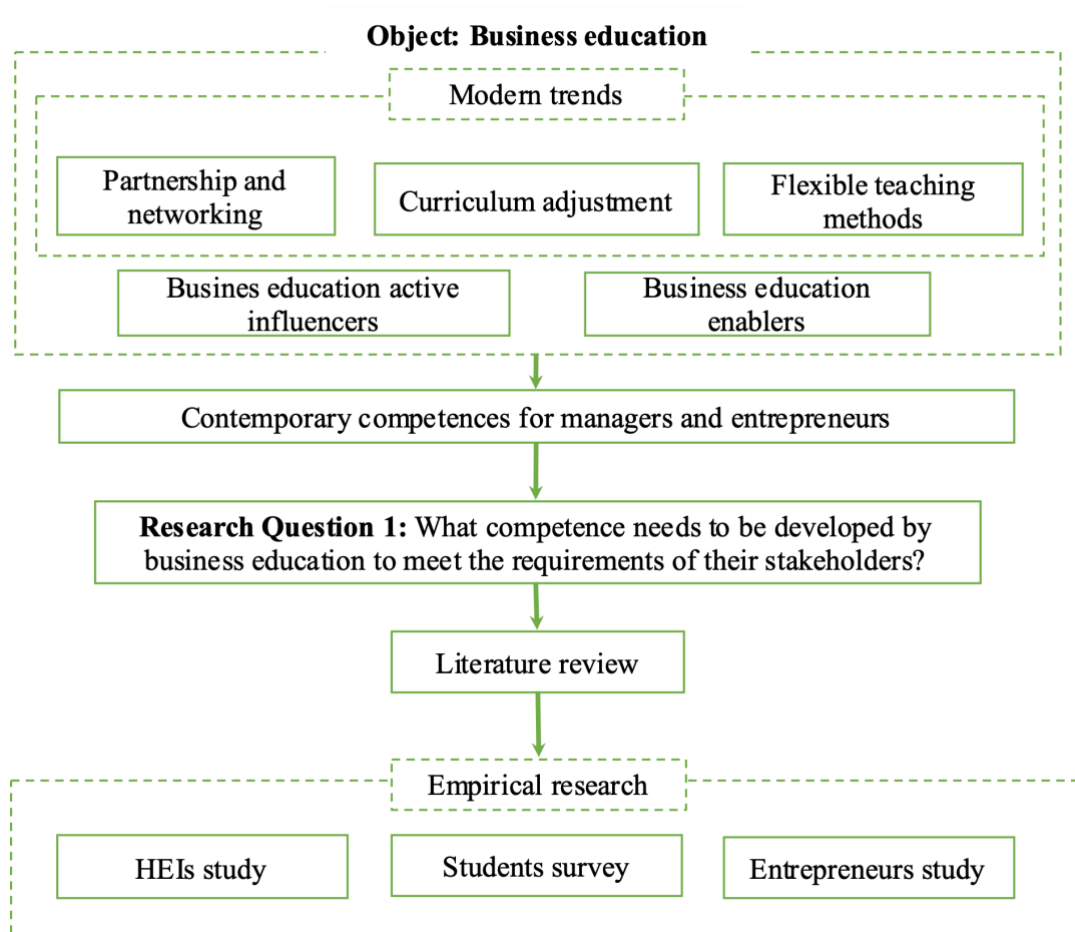 Object: Business education
Modern trends
Partnership and
networking
Curriculum adjustment
Flexible teaching
methods
Busines education active
influencers
Business education
enablers
Contemporary competences for managers and entrepreneurs
Research Question 1: What competence needs to be developed by
business education to meet the requirements of their stakeholders?
Literature review
Empirical research
HEIs study
Students survey
Entrepreneurs study